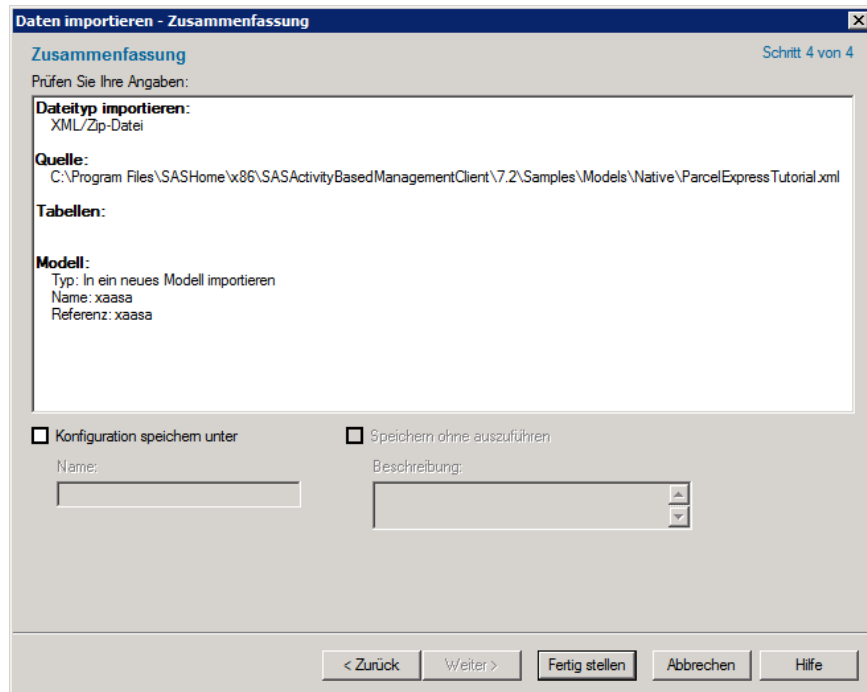 Daten importieren - Zusammenfassung
Zusammenfassung
Schritt 4 von 4
Prüfen Sie Ihre Angaben:
Dateityp importieren:
XML/Zip-Datei
Quelle:
C:\Program Files\SASHome\x86\SASActivityBasedManagementClient\7.2\Samples\Models\Native\ParcelExpressTutorial.xml
Tabellen:
Modell:
Typ: In ein neues Modell importieren
Name: xaasa
Referenz: xaasa
Konfiguration speichern unter
Speichern ohne auszuführen
Name:
Beschreibung:
< Zurück
Weiter >
Fertig stellen
Abbrechen
Hilfe